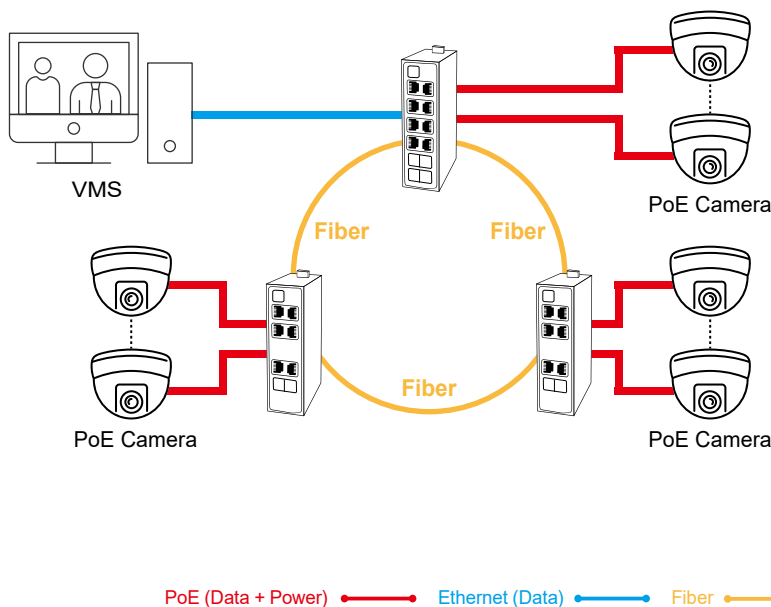 VMS
PoE Camera
Fiber
Fiber
Fiber
PoE Camera
PoE Camera
PoE (Data + Power)
Ethernet (Data)
Fiber